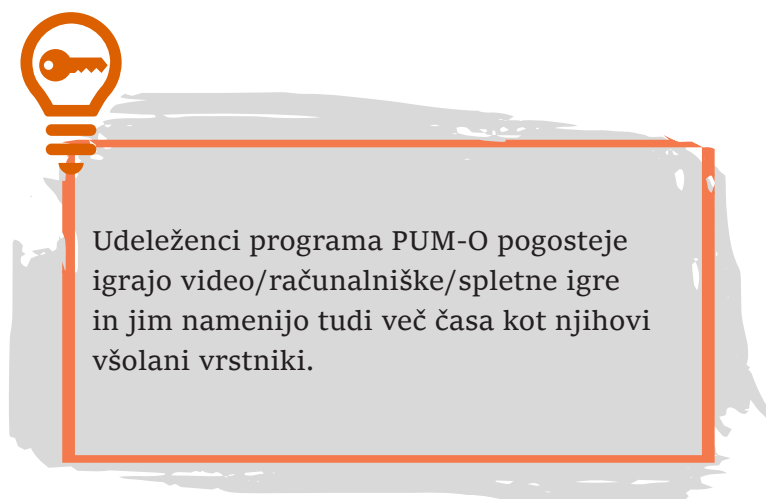 Udeleženci programa PUM-O pogosteje
igrajo video/računalniške/spletne igre
in jim namenijo tudi več časa kot njihovi
všolani vrstniki.